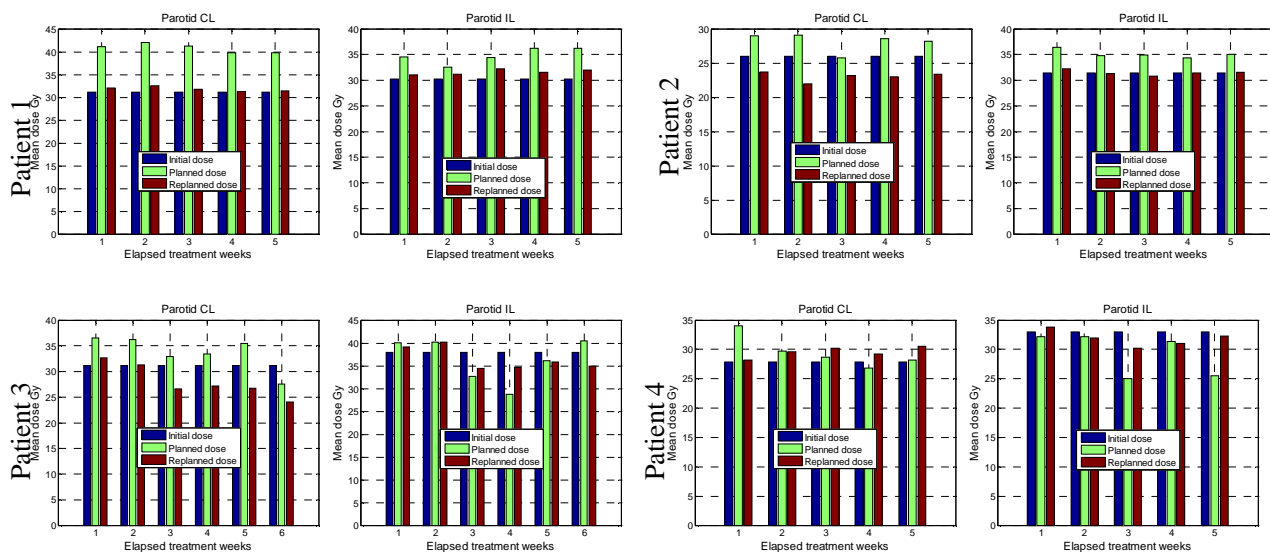 Patient 1
Parotid CL
Mean dose Gy
45
40
35
30
25
20
15
10
5
0
Initial dose
Planned dose
Replanned dose
1 2 3 4 5
Elapsed treatment weeks
Parotid IL
Mean dose Gy
40
35
30
25
20
15
10
5
0
Initial dose
Planned dose
Replanned dose
1 2 3 4 5
Elapsed treatment weeks
Patient 2
Parotid CL
Mean dose Gy
30
25
20
15
10
5
0
Initial dose
Planned dose
Replanned dose
1 2 3 4 5
Elapsed treatment weeks
Parotid IL
Mean dose Gy
40
35
30
25
20
15
10
5
0
Initial dose
Planned dose
Replanned dose
1 2 3 4 5
Elapsed treatment weeks
Patient 3
Parotid CL
Mean dose Gy
40
35
30
25
20
15
10
5
0
Initial dose
Planned dose
Replanned dose
1 2 3 4 5 6
Elapsed treatment weeks
Parotid IL
Mean dose Gy
45
40
35
30
25
20
15
10
5
0
Initial dose
Planned dose
Replanned dose
1 2 3 4 5 6
Elapsed treatment weeks
Patient 4
Parotid CL
Mean dose Gy
35
30
25
20
15
10
5
0
Initial dose
Planned dose
Replanned dose
1 2 3 4 5
Elapsed treatment weeks
Parotid IL
Mean dose Gy
35
30
25
20
15
10
5
0
Initial dose
Planned dose
Replanned dose
1 2 3 4 5
Elapsed treatment weeks